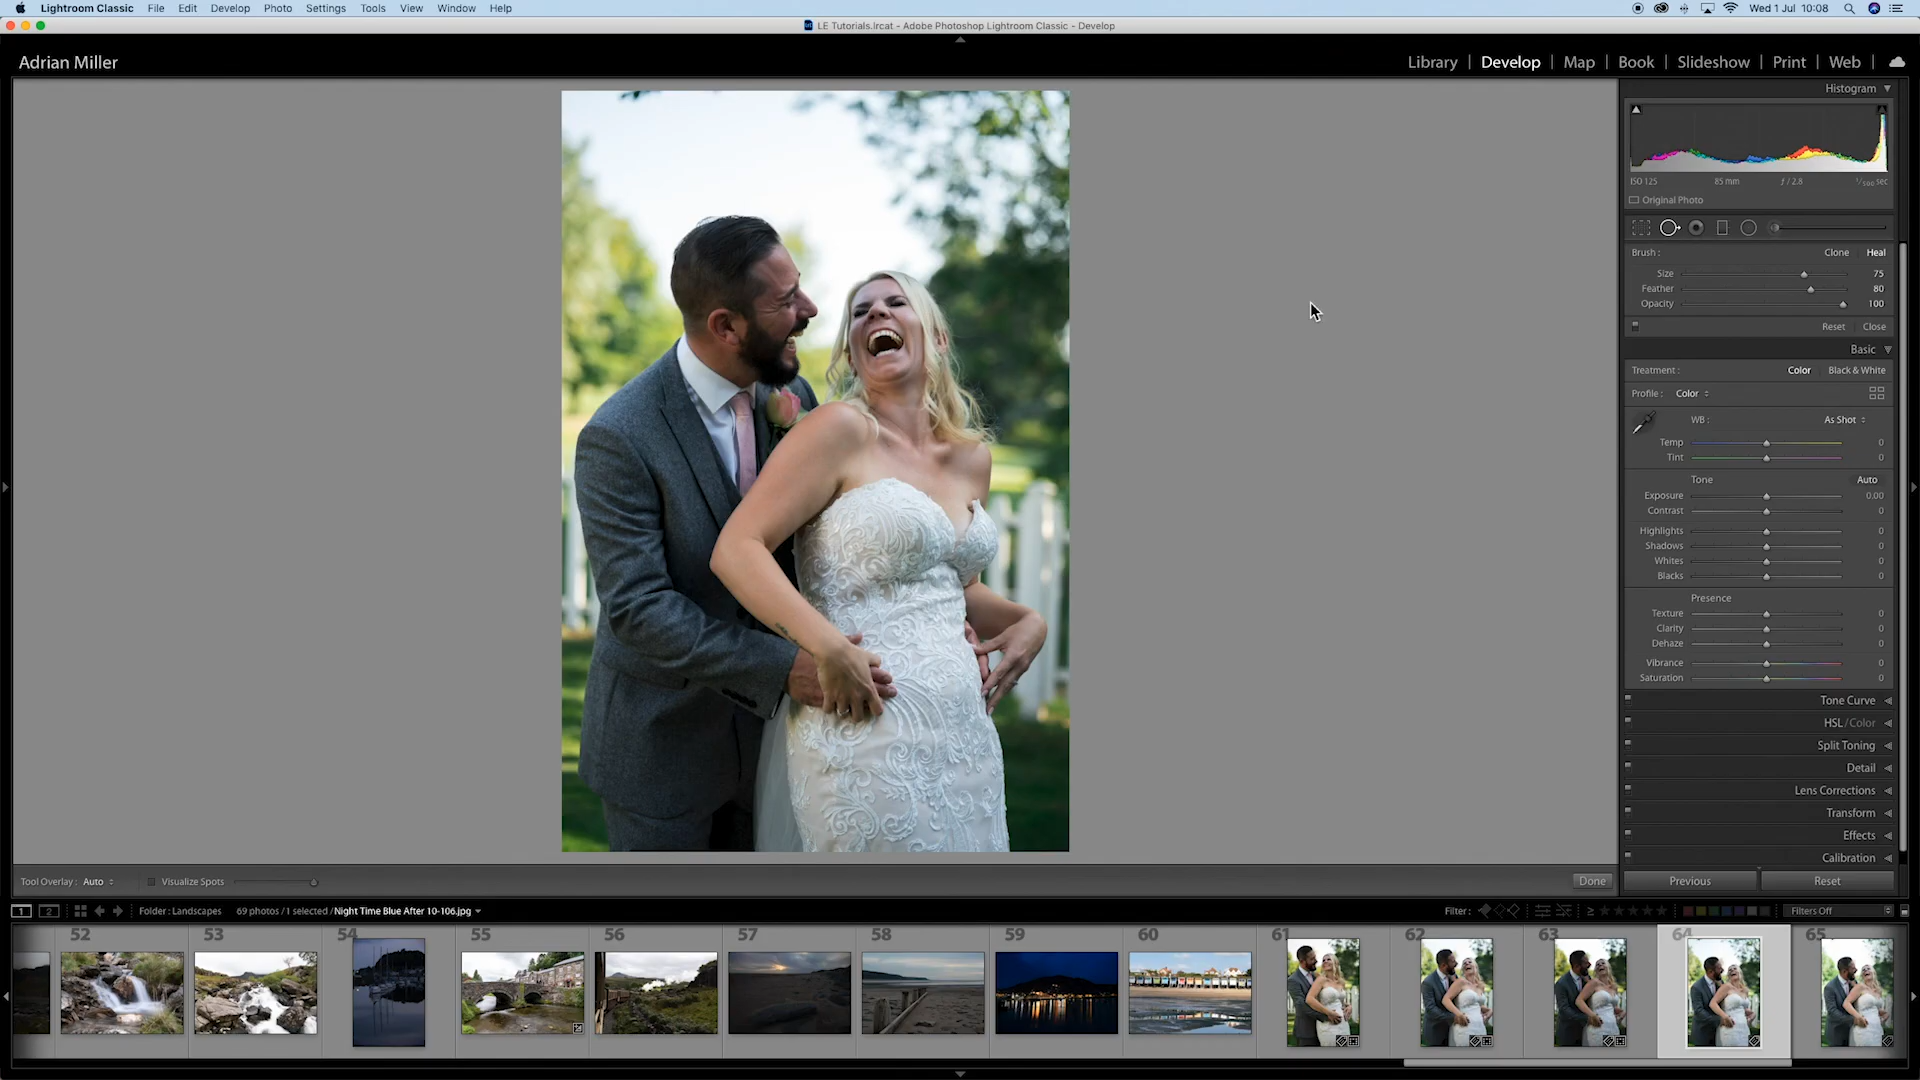 Lightroom Classic File Edit Develop Photo Settings Tools View Window Help Wed 1 Jul 10:08
LE Tutorials.lrcat - Adobe Photoshop Lightroom Classic - Develop
Adrian Miller Library | Develop | Map | Book | Slideshow | Print | Web |
Histogram
ISO 125 85 mm ƒ / 2.8 1/500 sec
Original Photo
Brush : Clone Heal
Size 75
Feather 80
Opacity 100
Reset Close
Basic
Treatment : Color Black & White
Profile : Color
WB : As Shot
Temp 0
Tint 0
Tone Auto
Exposure 0.00
Contrast 0
Highlights 0
Shadows 0
Whites 0
Blacks 0
Presence
Texture 0
Clarity 0
Dehaze 0
Vibrance 0
Saturation 0
Tone Curve
HSL / Color
Split Toning
Detail
Lens Corrections
Transform
Effects
Calibration
Tool Overlay : Auto Visualize Spots Done Previous Reset
1 2 Folder : Landscapes 69 photos / 1 selected / Night Time Blue After 10-106.jpg Filter : ≥ Filters Off
52 53 54 55 56 57 58 59 60 61 62 63 64 65